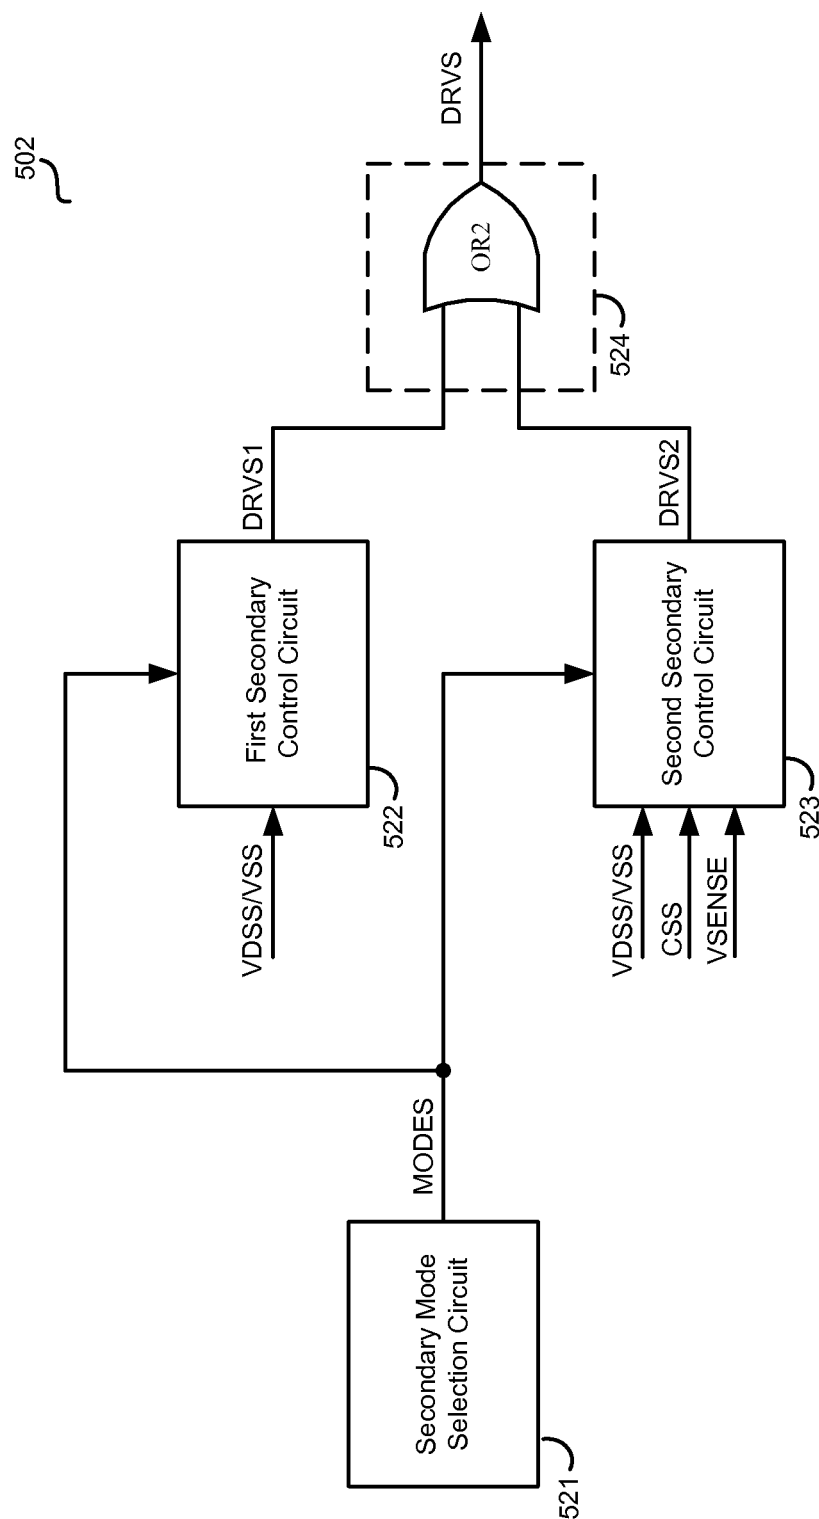 502
Secondary Mode
Selection Circuit
521
MODES
VDSS/VSS
First Secondary
Control Circuit
522
DRVS1
VDSS/VSS
CSS
VSENSE
Second Secondary
Control Circuit
523
DRVS2
OR2
524
DRVS